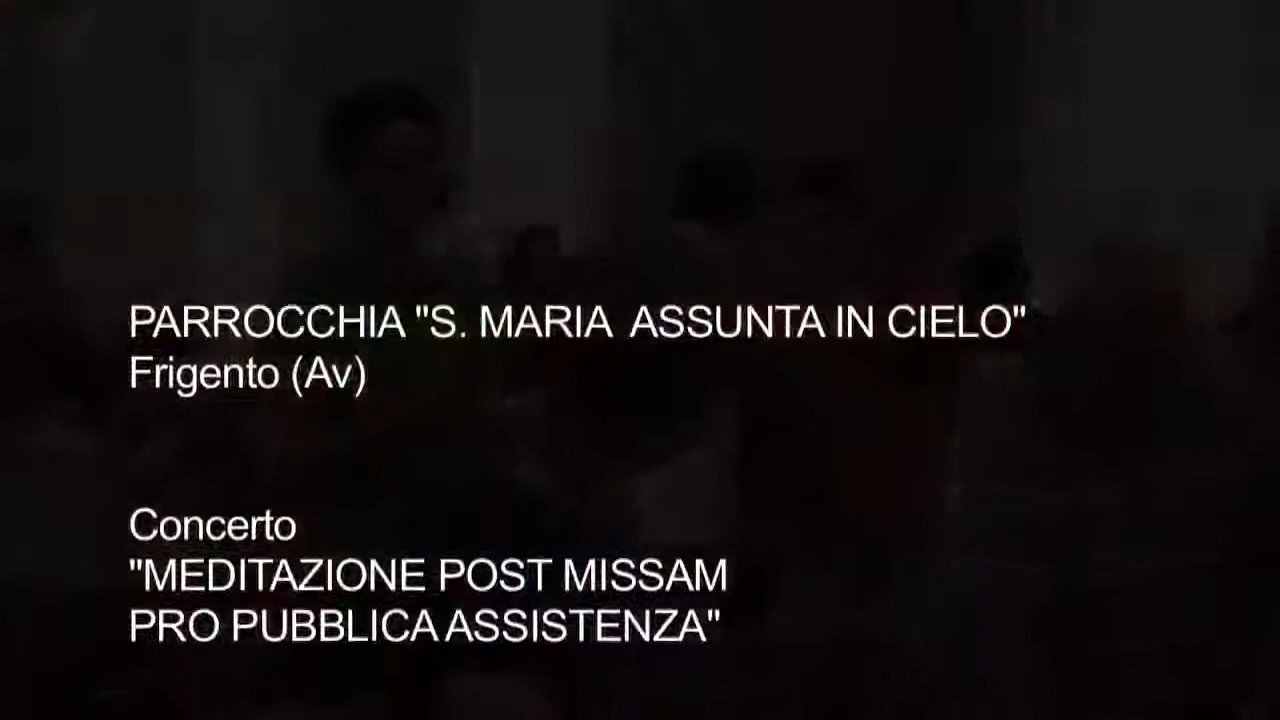 PARROCCHIA "S. MARIA ASSUNTA IN CIELO"
Frigento (Av)
Concerto
"MEDITAZIONE POST MISSAM
PRO PUBBLICA ASSISTENZA"